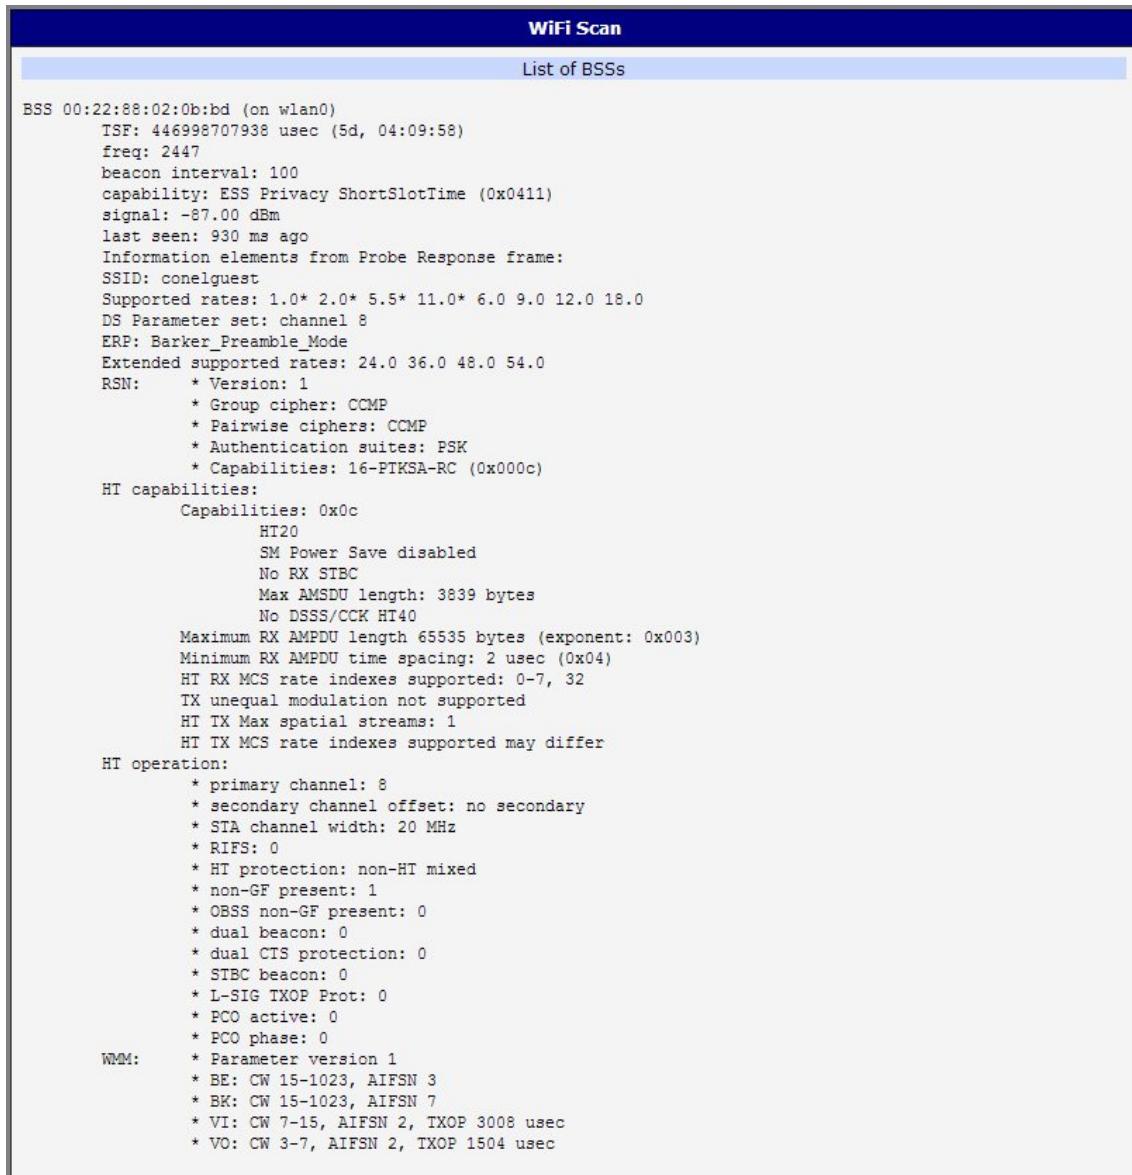 WiFi Scan
List of BSSs
BSS 00:22:88:02:0b:bd (on wlan0)
TSF: 446998707938 usec (5d, 04:09:58)
freq: 2447
beacon interval: 100
capability: ESS Privacy ShortSlotTime (0x0411)
signal: -87.00 dBm
last seen: 930 ms ago
Information elements from Probe Response frame:
SSID: conelguest
Supported rates: 1.0* 2.0* 5.5* 11.0* 6.0 9.0 12.0 18.0
DS Parameter set: channel 8
ERP: Barker_Preamble_Mode
Extended supported rates: 24.0 36.0 48.0 54.0
RSN: * Version: 1
* Group cipher: CCMP
* Pairwise ciphers: CCMP
* Authentication suites: PSK
* Capabilities: 16-PTKSA-RC (0x000c)
HT capabilities:
Capabilities: 0x0c
HT20
SM Power Save disabled
No RX STBC
Max AMSDU length: 3839 bytes
No DSSS/CCK HT40
Maximum RX AMPDU length 65535 bytes (exponent: 0x003)
Minimum RX AMPDU time spacing: 2 usec (0x04)
HT RX MCS rate indexes supported: 0-7, 32
TX unequal modulation not supported
HT TX Max spatial streams: 1
HT TX MCS rate indexes supported may differ
HT operation:
* primary channel: 8
* secondary channel offset: no secondary
* STA channel width: 20 MHz
* RIFS: 0
* HT protection: non-HT mixed
* non-GF present: 1
* OBSS non-GF present: 0
* dual beacon: 0
* dual CTS protection: 0
* STBC beacon: 0
* L-SIG TXOP Prot: 0
* PCO active: 0
* PCO phase: 0
WMM: * Parameter version 1
* BE: CW 15-1023, AIFSN 3
* BK: CW 15-1023, AIFSN 7
* VI: CW 7-15, AIFSN 2, TXOP 3008 usec
* VO: CW 3-7, AIFSN 2, TXOP 1504 usec